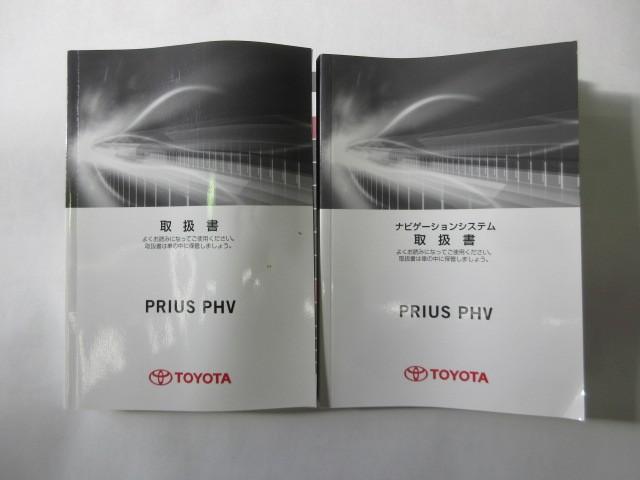 取扱書
よくお読みになってご使用ください。
取扱書は車の中に保管しましょう。
PRIUS PHV
TOYOTA
ナビゲーションシステム
取扱書
よくお読みになってご使用ください。
取扱書は車の中に保管しましょう。
PRIUS PHV
TOYOTA